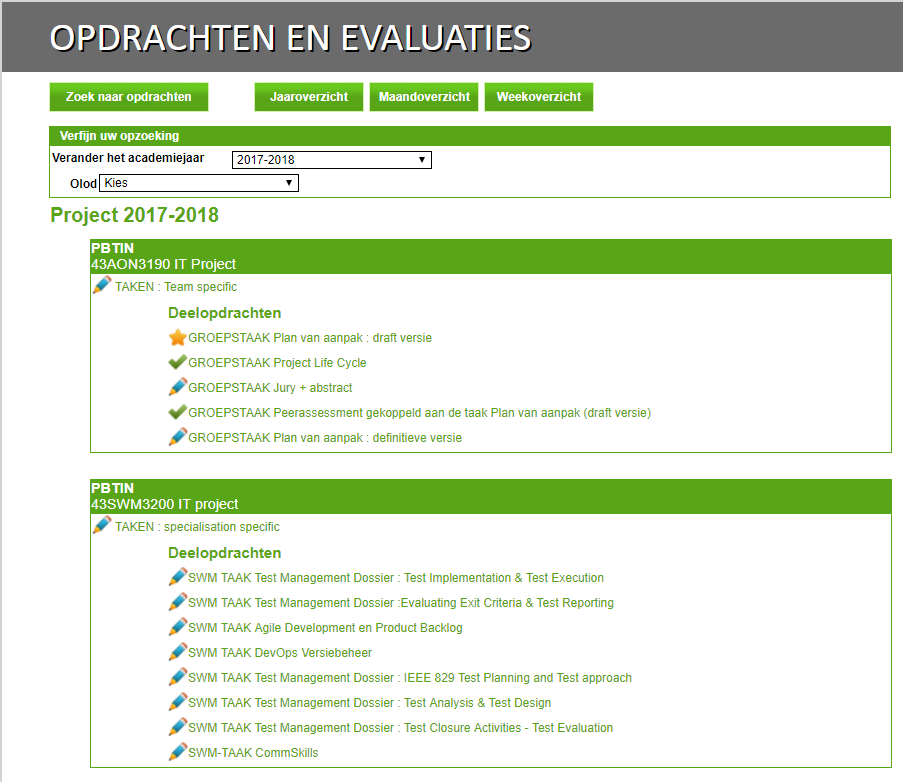 OPDRACHTEN EN EVALUATIES
Zoek naar opdrachten Jaaroverzicht Maandoverzicht Weekoverzicht
Verfijn uw opzoeking
Verander het academiejaar 2017-2018
Olod Kies
Project 2017-2018
PBTIN
43AON3190 IT Project
TAKEN : Team specific
Deelopdrachten
GROEPSTAAK Plan van aanpak : draft versie
GROEPSTAAK Project Life Cycle
GROEPSTAAK Jury + abstract
GROEPSTAAK Peerassessment gekoppeld aan de taak Plan van aanpak (draft versie)
GROEPSTAAK Plan van aanpak : definitieve versie
PBTIN
43SWM3200 IT project
TAKEN : specialisation specific
Deelopdrachten
SWM TAAK Test Management Dossier : Test Implementation & Test Execution
SWM TAAK Test Management Dossier :Evaluating Exit Criteria & Test Reporting
SWM TAAK Agile Development en Product Backlog
SWM TAAK DevOps Versiebeheer
SWM TAAK Test Management Dossier : IEEE 829 Test Planning and Test approach
SWM TAAK Test Management Dossier : Test Analysis & Test Design
SWM TAAK Test Management Dossier : Test Closure Activities - Test Evaluation
SWM-TAAK CommSkills